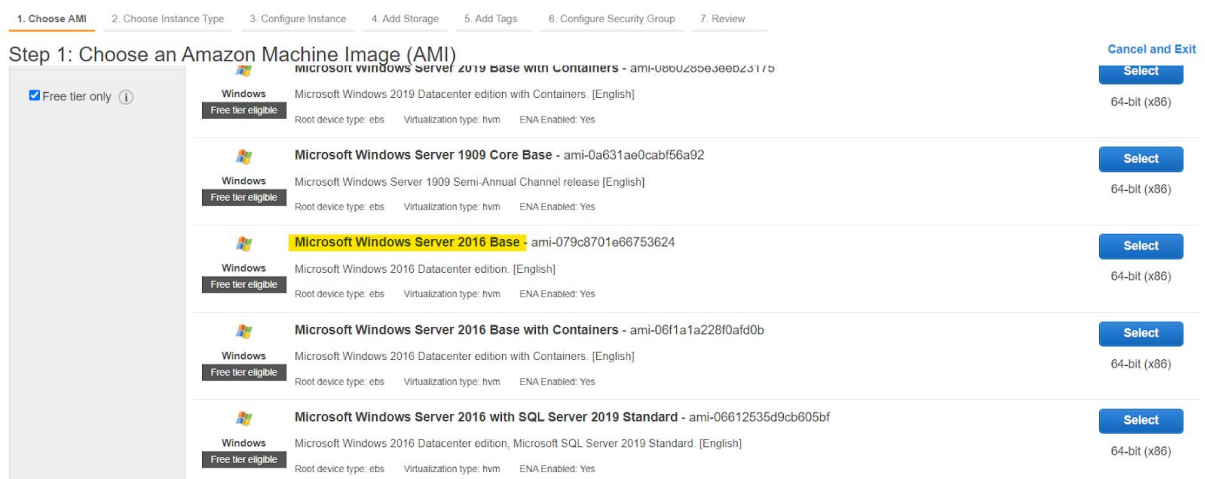 1. Choose AMI 2. Choose Instance Type 3. Configure Instance 4. Add Storage 5. Add Tags 6. Configure Security Group 7. Review
Step 1: Choose an Amazon Machine Image (AMI) Cancel and Exit
Free tier only i
Microsoft Windows Server 2019 Base with Containers - ami-0860285e3eeb23175 Select
Windows Microsoft Windows 2019 Datacenter edition with Containers. [English] 64-bit (x86)
Free tier eligible Root device type: ebs Virtualization type: hvm ENA Enabled: Yes
Microsoft Windows Server 1909 Core Base - ami-0a631ae0cabf56a92 Select
Windows Microsoft Windows Server 1909 Semi-Annual Channel release [English] 64-bit (x86)
Free tier eligible Root device type: ebs Virtualization type: hvm ENA Enabled: Yes
Microsoft Windows Server 2016 Base - ami-079c8701e66753624 Select
Windows Microsoft Windows 2016 Datacenter edition. [English] 64-bit (x86)
Free tier eligible Root device type: ebs Virtualization type: hvm ENA Enabled: Yes
Microsoft Windows Server 2016 Base with Containers - ami-06f1a1a228f0afd0b Select
Windows Microsoft Windows 2016 Datacenter edition with Containers. [English] 64-bit (x86)
Free tier eligible Root device type: ebs Virtualization type: hvm ENA Enabled: Yes
Microsoft Windows Server 2016 with SQL Server 2019 Standard - ami-06612535d9cb605bf Select
Windows Microsoft Windows 2016 Datacenter edition, Microsoft SQL Server 2019 Standard. [English] 64-bit (x86)
Free tier eligible Root device type: ebs Virtualization type: hvm ENA Enabled: Yes